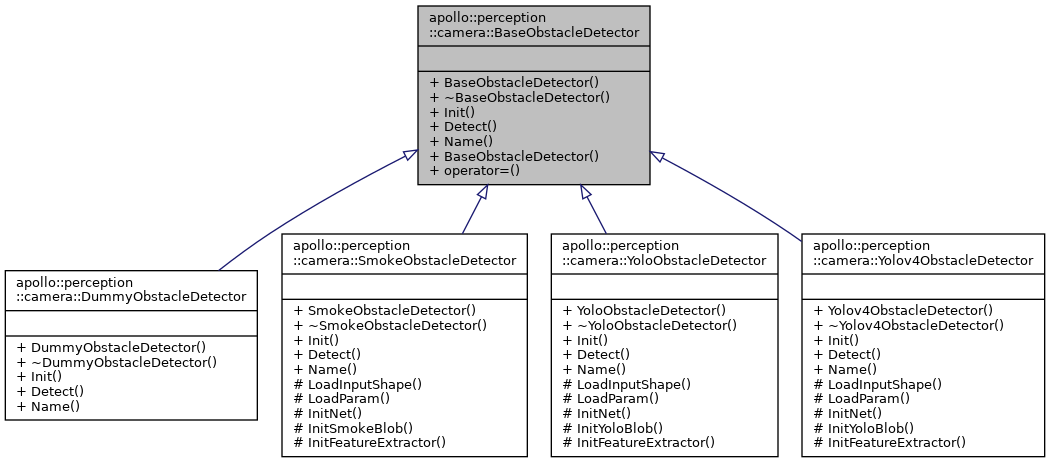 apollo::perception
::camera::BaseObstacleDetector
+ BaseObstacleDetector()
+ ~BaseObstacleDetector()
+ Init()
+ Detect()
+ Name()
+ BaseObstacleDetector()
+ operator=()
apollo::perception
::camera::DummyObstacleDetector
+ DummyObstacleDetector()
+ ~DummyObstacleDetector()
+ Init()
+ Detect()
+ Name()
apollo::perception
::camera::SmokeObstacleDetector
+ SmokeObstacleDetector()
+ ~SmokeObstacleDetector()
+ Init()
+ Detect()
+ Name()
# LoadInputShape()
# LoadParam()
# InitNet()
# InitSmokeBlob()
# InitFeatureExtractor()
apollo::perception
::camera::YoloObstacleDetector
+ YoloObstacleDetector()
+ ~YoloObstacleDetector()
+ Init()
+ Detect()
+ Name()
# LoadInputShape()
# LoadParam()
# InitNet()
# InitYoloBlob()
# InitFeatureExtractor()
apollo::perception
::camera::Yolov4ObstacleDetector
+ Yolov4ObstacleDetector()
+ ~Yolov4ObstacleDetector()
+ Init()
+ Detect()
+ Name()
# LoadInputShape()
# LoadParam()
# InitNet()
# InitYoloBlob()
# InitFeatureExtractor()